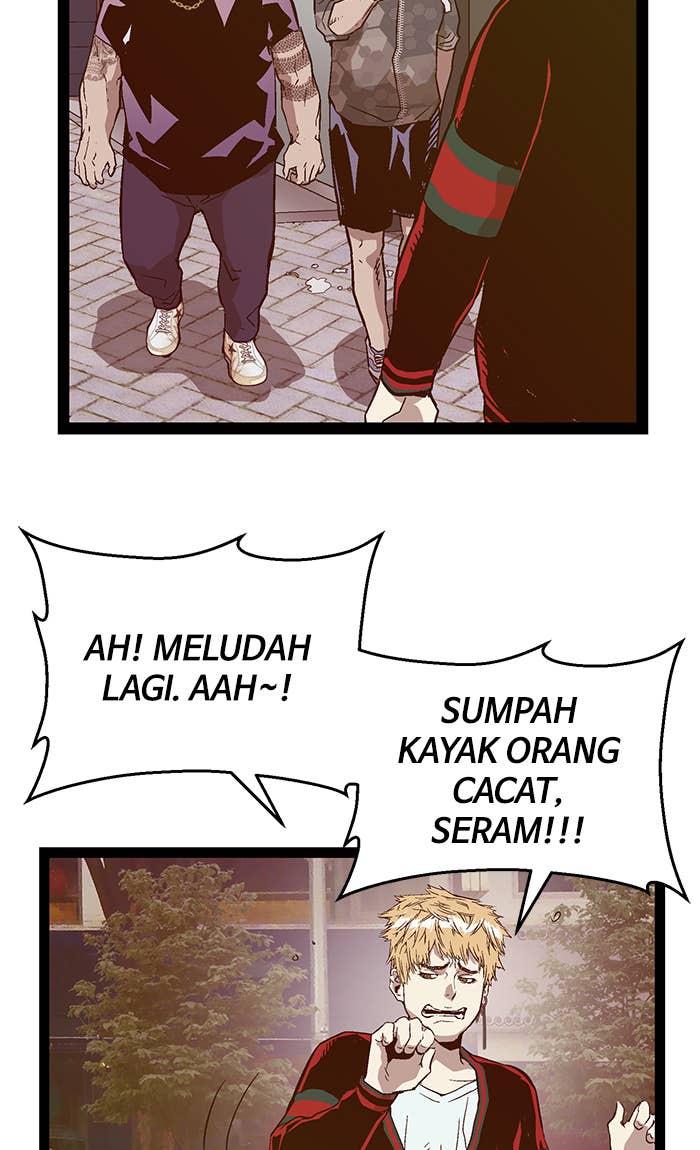 AH! MELUDAH
LAGI. AAH~!
SUMPAH
KAYAK ORANG
CACAT,
SERAM!!!